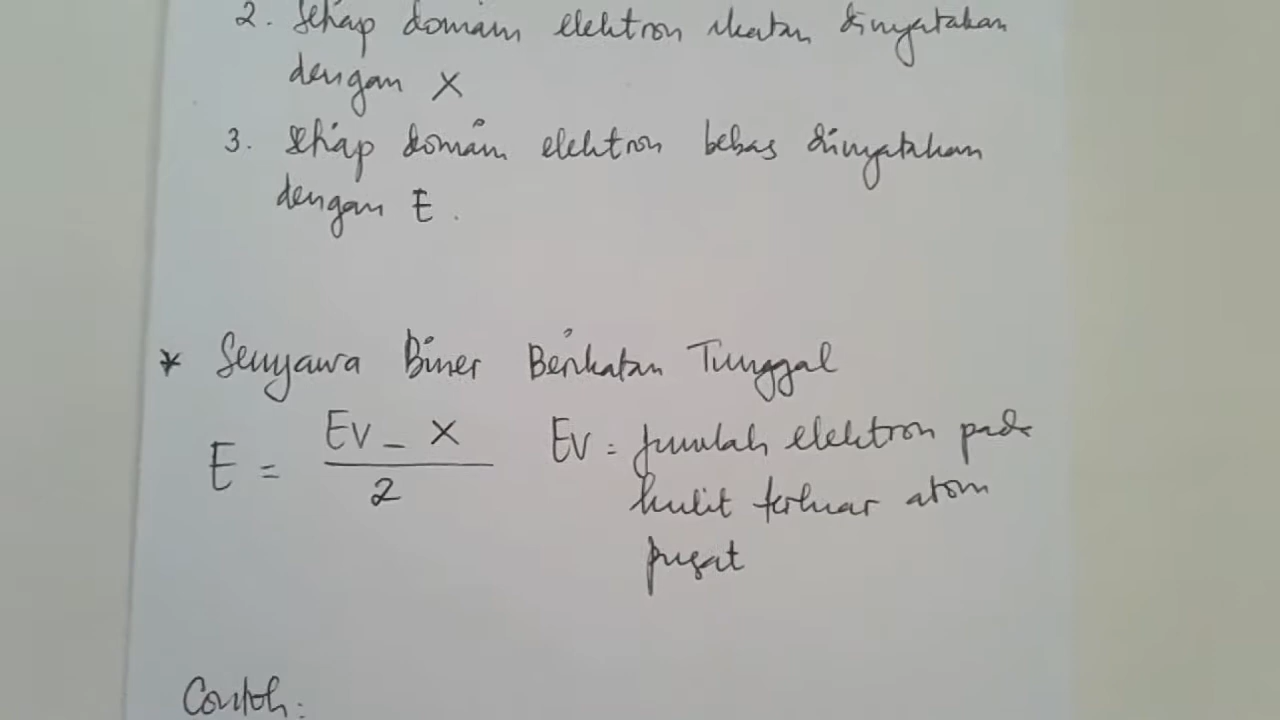 2. Setiap domain elektron ikatan dinyatakan
dengan X
3. Setiap domain elektron bebas dinyatakan
dengan E.
* Senyawa Biner Berikatan Tunggal
E = Ev - X / 2   Ev = Jumlah elektron pada
kulit terluar atom
pusat
Contoh: